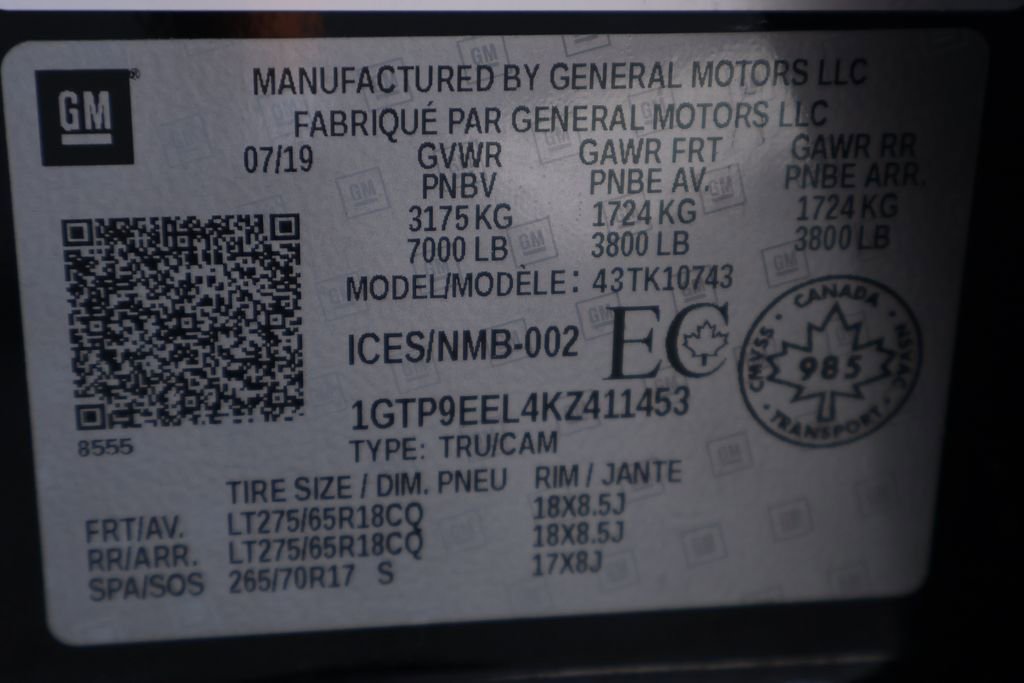 GM
MANUFACTURED BY GENERAL MOTORS LLC
FABRIQUÉ PAR GENERAL MOTORS LLC
07/19 GVWR GAWR FRT GAWR RR
PNBV PNBE AV. PNBE ARR.
3175 KG 1724 KG 1724 KG
7000 LB 3800 LB 3800 LB
MODEL/MODÈLE: 43TK10743
ICES/NMB-002 EC
CANADA
CMVSS · NSVAC
985
TRANSPORT
1GTP9EEL4KZ411453
8555
TYPE: TRU/CAM
TIRE SIZE / DIM. PNEU RIM / JANTE
FRT/AV. LT275/65R18CQ 18X8.5J
RR/ARR. LT275/65R18CQ 18X8.5J
SPA/SOS 265/70R17 S 17X8J